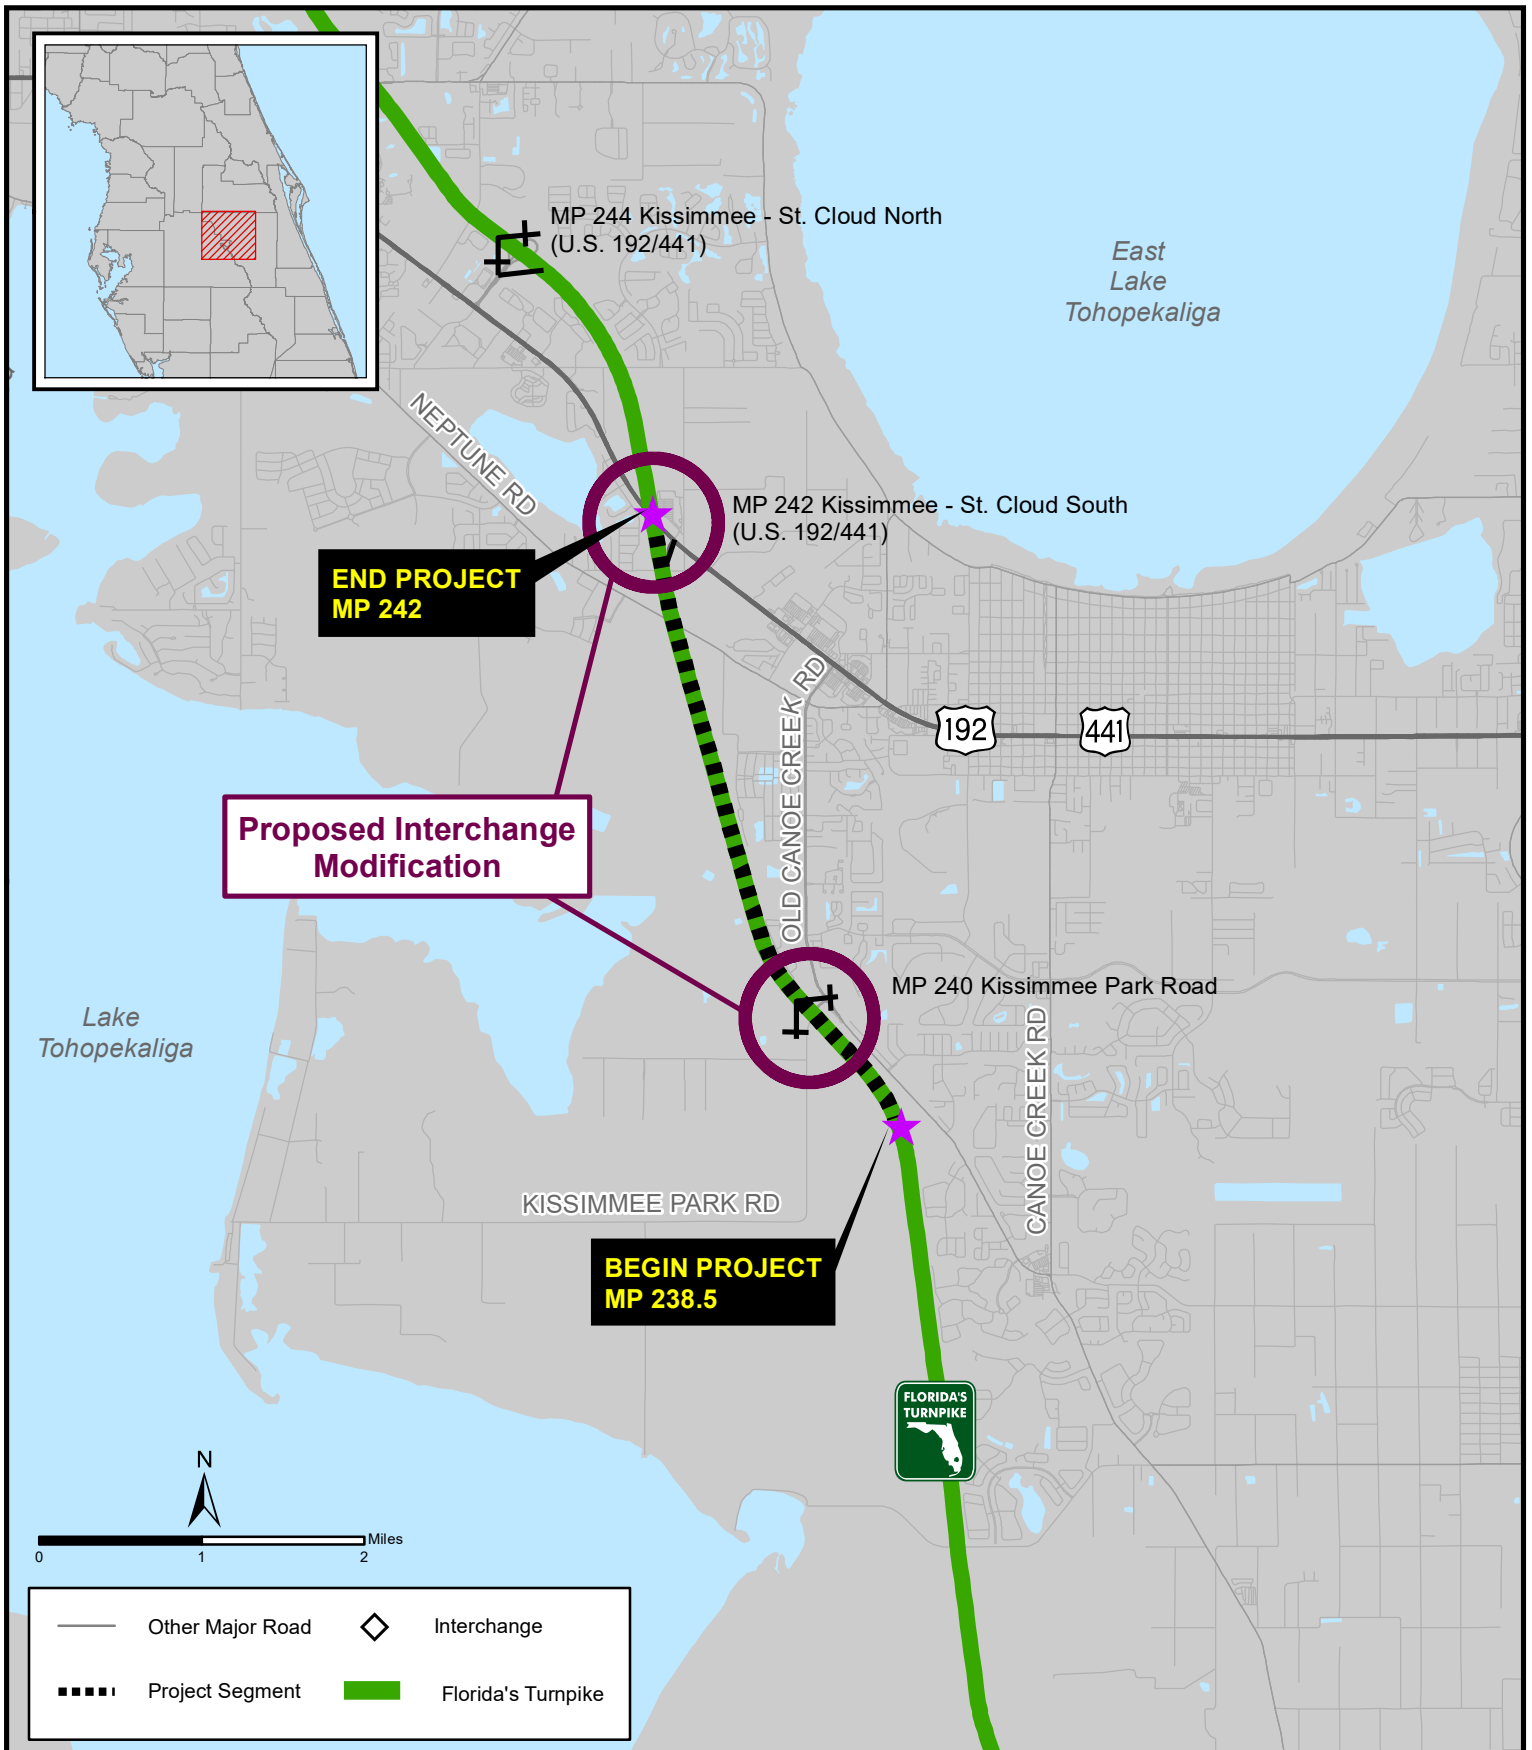 MP 244 Kissimmee - St. Cloud North
(U.S. 192/441)
East
Lake
Tohopekaliga
NEPTUNE RD
MP 242 Kissimmee - St. Cloud South
(U.S. 192/441)
END PROJECT
MP 242
OLD CANOE CREEK RD
192
441
Proposed Interchange
Modification
MP 240 Kissimmee Park Road
Lake
Tohopekaliga
CANOE CREEK RD
KISSIMMEE PARK RD
BEGIN PROJECT
MP 238.5
FLORIDA'S
TURNPIKE
N
Miles
0 1 2
Other Major Road
Interchange
Project Segment
Florida's Turnpike